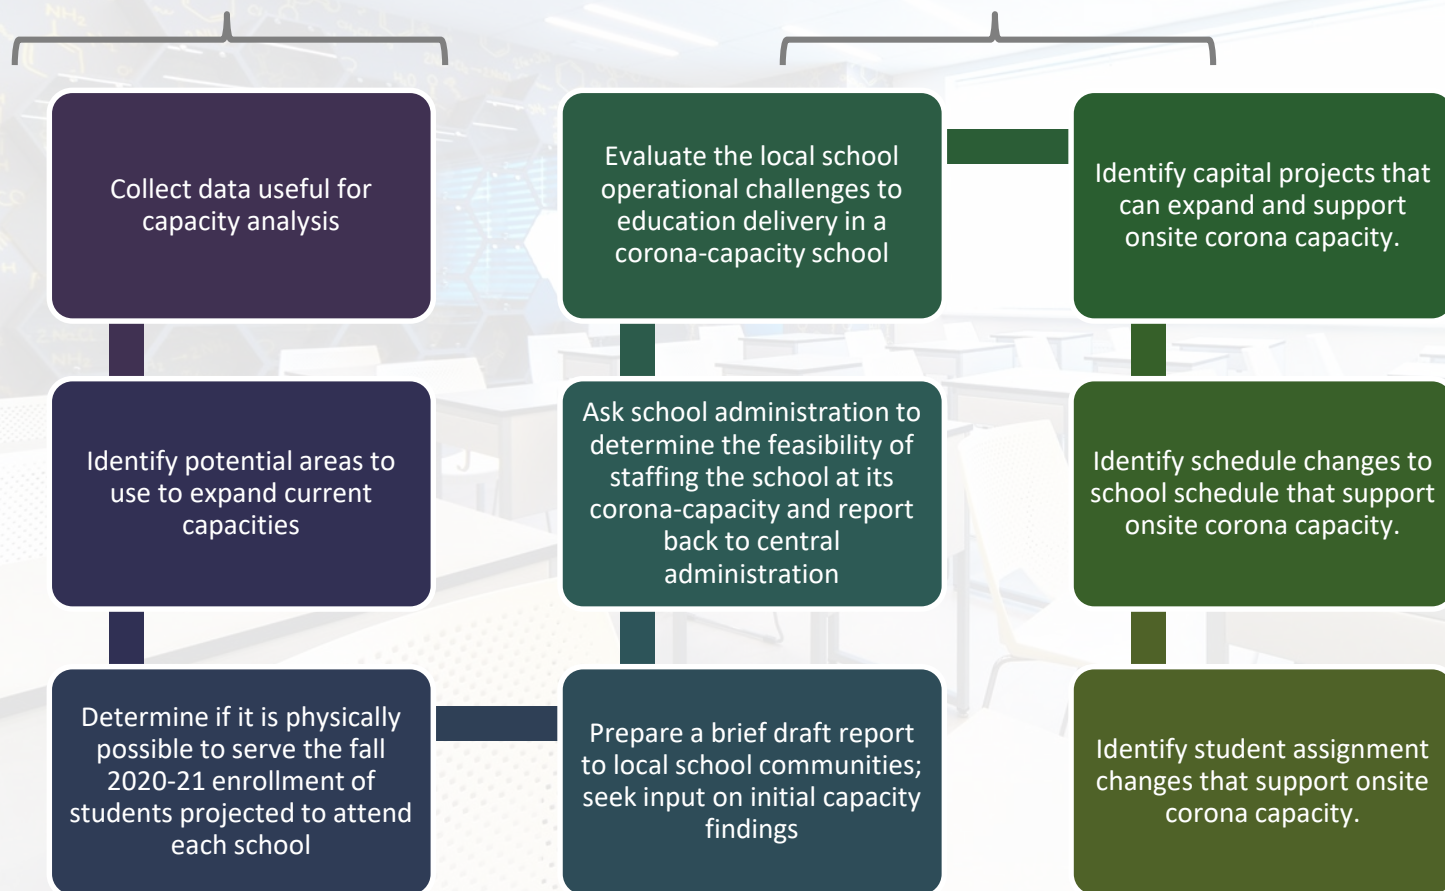 Collect data useful for
capacity analysis
Identify potential areas to
use to expand current
capacities
Determine if it is physically
possible to serve the fall
2020-21 enrollment of
students projected to attend
each school
Prepare a brief draft report
to local school communities;
seek input on initial capacity
findings
Ask school administration to
determine the feasibility of
staffing the school at its
corona-capacity and report
back to central
administration
Evaluate the local school
operational challenges to
education delivery in a
corona-capacity school
Identify capital projects that
can expand and support
onsite corona capacity.
Identify schedule changes to
school schedule that support
onsite corona capacity.
Identify student assignment
changes that support onsite
corona capacity.